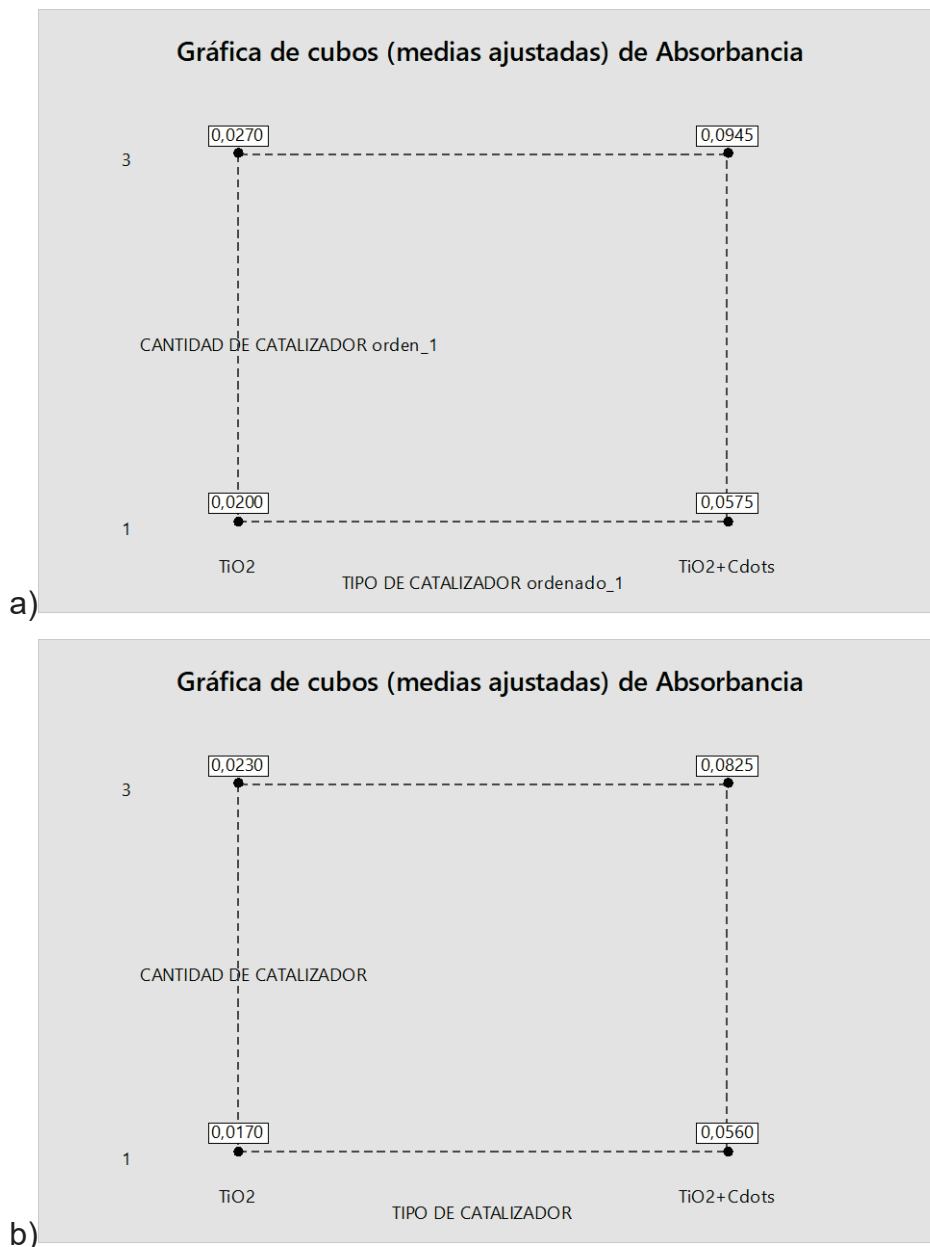 Gráfica de cubos (medias ajustadas) de Absorbancia
0,0270 0,0945
3
CANTIDAD DE CATALIZADOR orden_1
0,0200 0,0575
1
TiO2 TiO2+Cdots
TIPO DE CATALIZADOR ordenado_1
a)
Gráfica de cubos (medias ajustadas) de Absorbancia
0,0230 0,0825
3
CANTIDAD DE CATALIZADOR
0,0170 0,0560
1
TiO2 TiO2+Cdots
TIPO DE CATALIZADOR
b)